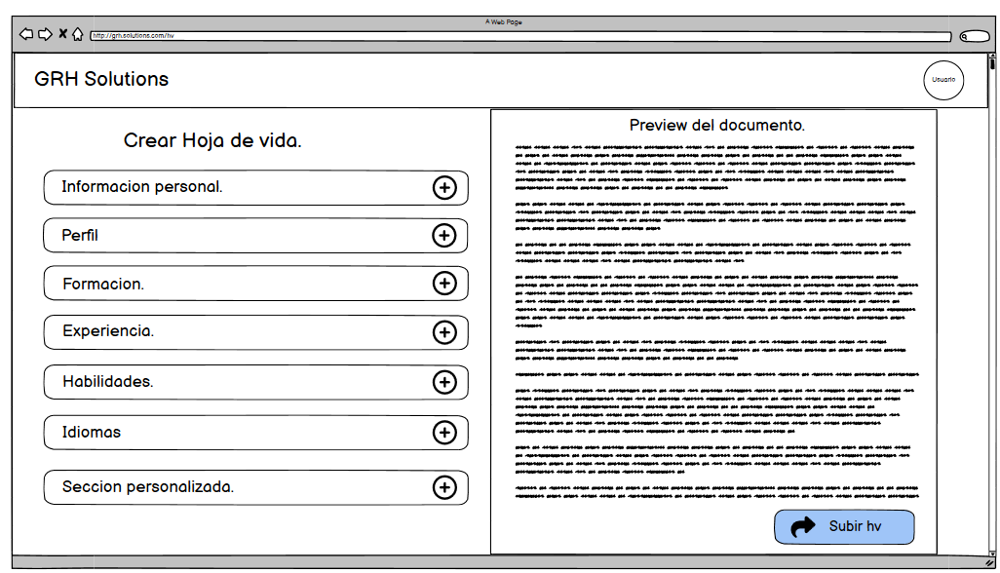 A Web Page
http://grh.solutions.com/hv
GRH Solutions
Usuario
Crear Hoja de vida.
Informacion personal.
Perfil
Formacion.
Experiencia.
Habilidades.
Idiomas
Seccion personalizada.
Preview del documento.
Subir hv